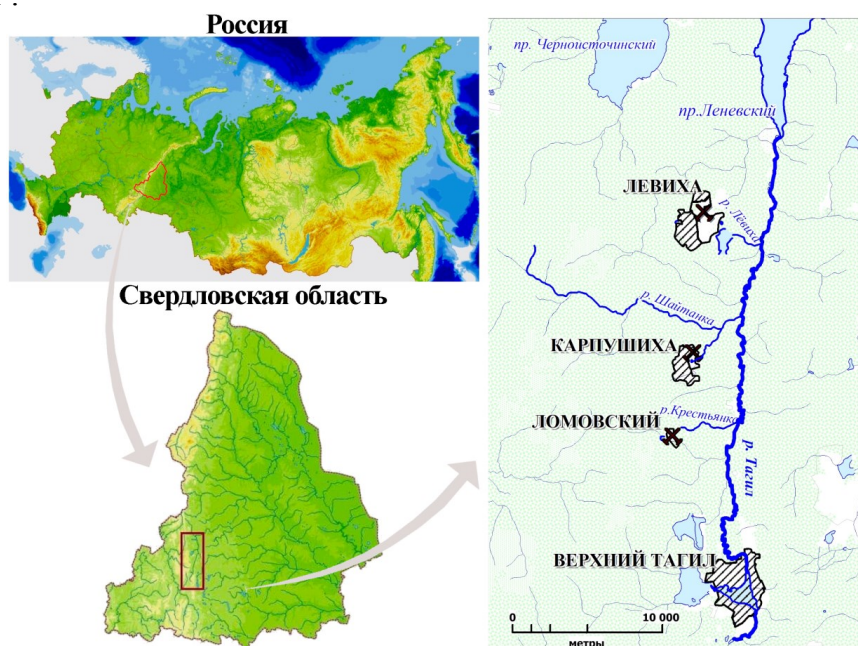 Россия
Свердловская область
пр. Черноисточинский
пр.Леневский
ЛЕВИХА
р. Лёвиха
р. Шайтанка
КАРПУШИХА
р.Крестьянка
ЛОМОВСКИЙ
р. Тагил
ВЕРХНИЙ ТАГИЛ
0 10 000
метры